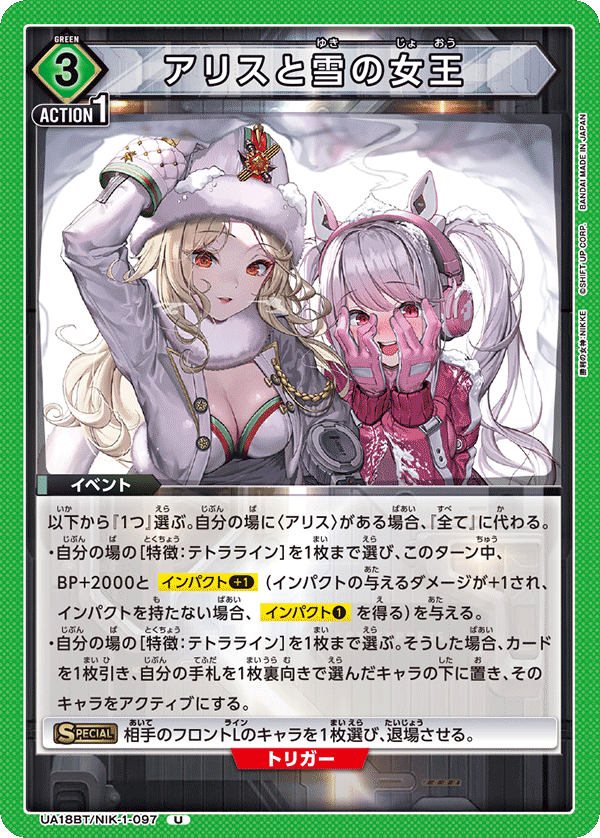 GREEN
3
ACTION 1
アリスと雪の女王
ゆき じょ おう
BANDAI MADE IN JAPAN
©SHIFT UP CORP.
勝利の女神:NIKKE
イベント
以下から『1つ』選ぶ。自分の場に〈アリス〉がある場合、『全て』に代わる。
・自分の場の[特徴:テトラライン]を1枚まで選び、このターン中、
BP+2000と インパクト+1 (インパクトの与えるダメージが+1され、
インパクトを持たない場合、 インパクト1 を得る)を与える。
・自分の場の[特徴:テトラライン]を1枚まで選ぶ。そうした場合、カード
を1枚引き、自分の手札を1枚裏向きで選んだキャラの下に置き、その
キャラをアクティブにする。
SPECIAL 相手のフロントLのキャラを1枚選び、退場させる。
トリガー
UA18BT/NIK-1-097 U